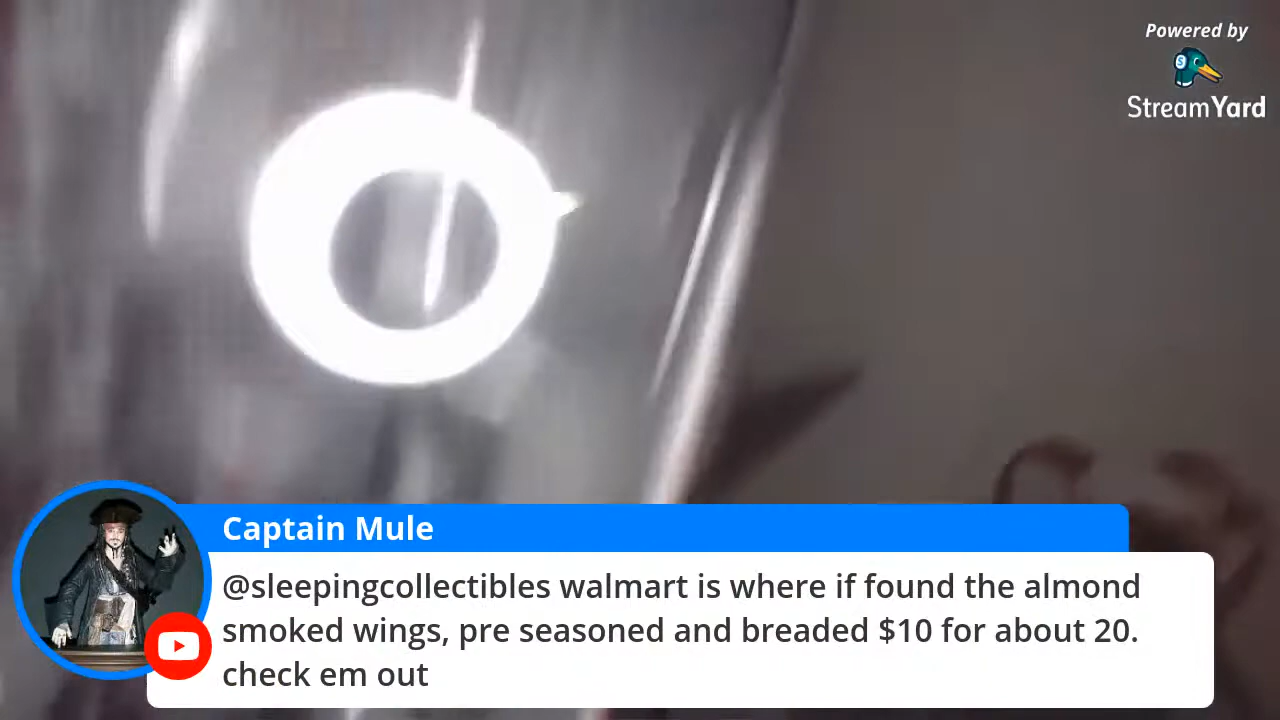 Powered by
StreamYard
Captain Mule
@sleepingcollectibles walmart is where if found the almond
smoked wings, pre seasoned and breaded $10 for about 20.
check em out